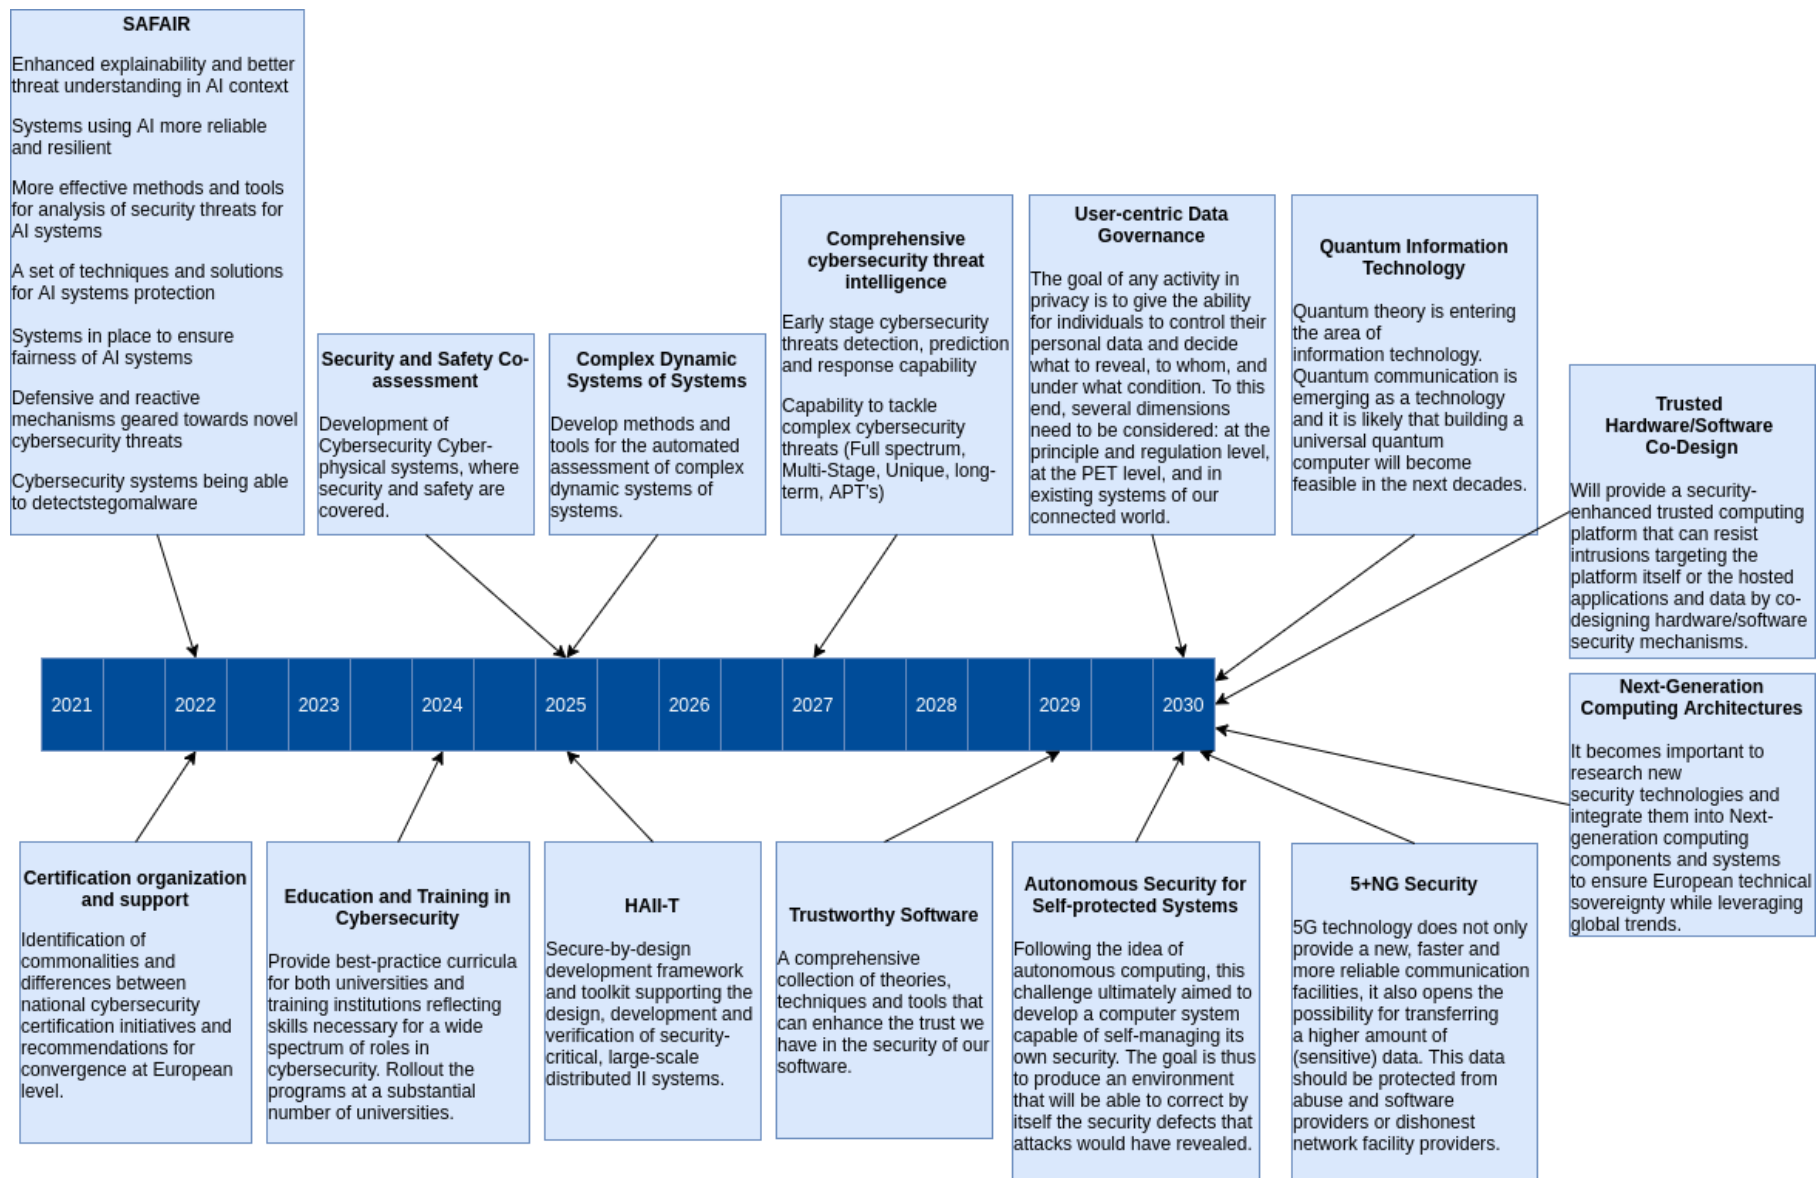 SAFAIR
Enhanced explainability and better
threat understanding in AI context
Systems using AI more reliable
and resilient
More effective methods and tools
for analysis of security threats for
AI systems
A set of techniques and solutions
for AI systems protection
Systems in place to ensure
fairness of AI systems
Defensive and reactive
mechanisms geared towards novel
cybersecurity threats
Cybersecurity systems being able
to detectstegomalware
Security and Safety Co-
assessment
Development of
Cybersecurity Cyber-
physical systems, where
security and safety are
covered.
Complex Dynamic
Systems of Systems
Develop methods and
tools for the automated
assessment of complex
dynamic systems of
systems.
Comprehensive
cybersecurity threat
intelligence
Early stage cybersecurity
threats detection, prediction
and response capability
Capability to tackle
complex cybersecurity
threats (Full spectrum,
Multi-Stage, Unique, long-
term, APT's)
User-centric Data
Governance
The goal of any activity in
privacy is to give the ability
for individuals to control their
personal data and decide
what to reveal, to whom, and
under what condition. To this
end, several dimensions
need to be considered: at the
principle and regulation level,
at the PET level, and in
existing systems of our
connected world.
Quantum Information
Technology
Quantum theory is entering
the area of
information technology.
Quantum communication is
emerging as a technology
and it is likely that building a
universal quantum
computer will become
feasible in the next decades.
Trusted
Hardware/Software
Co-Design
Will provide a security-
enhanced trusted computing
platform that can resist
intrusions targeting the
platform itself or the hosted
applications and data by co-
designing hardware/software
security mechanisms.
2021 2022 2023 2024 2025 2026 2027 2028 2029 2030
Next-Generation
Computing Architectures
It becomes important to
research new
security technologies and
integrate them into Next-
generation computing
components and systems
to ensure European technical
sovereignty while leveraging
global trends.
Certification organization
and support
Identification of
commonalities and
differences between
national cybersecurity
certification initiatives and
recommendations for
convergence at European
level.
Education and Training in
Cybersecurity
Provide best-practice curricula
for both universities and
training institutions reflecting
skills necessary for a wide
spectrum of roles in
cybersecurity. Rollout the
programs at a substantial
number of universities.
HAII-T
Secure-by-design
development framework
and toolkit supporting the
design, development and
verification of security-
critical, large-scale
distributed II systems.
Trustworthy Software
A comprehensive
collection of theories,
techniques and tools that
can enhance the trust we
have in the security of our
software.
Autonomous Security for
Self-protected Systems
Following the idea of
autonomous computing, this
challenge ultimately aimed to
develop a computer system
capable of self-managing its
own security. The goal is thus
to produce an environment
that will be able to correct by
itself the security defects that
attacks would have revealed.
5+NG Security
5G technology does not only
provide a new, faster and
more reliable communication
facilities, it also opens the
possibility for transferring
a higher amount of
(sensitive) data. This data
should be protected from
abuse and software
providers or dishonest
network facility providers.